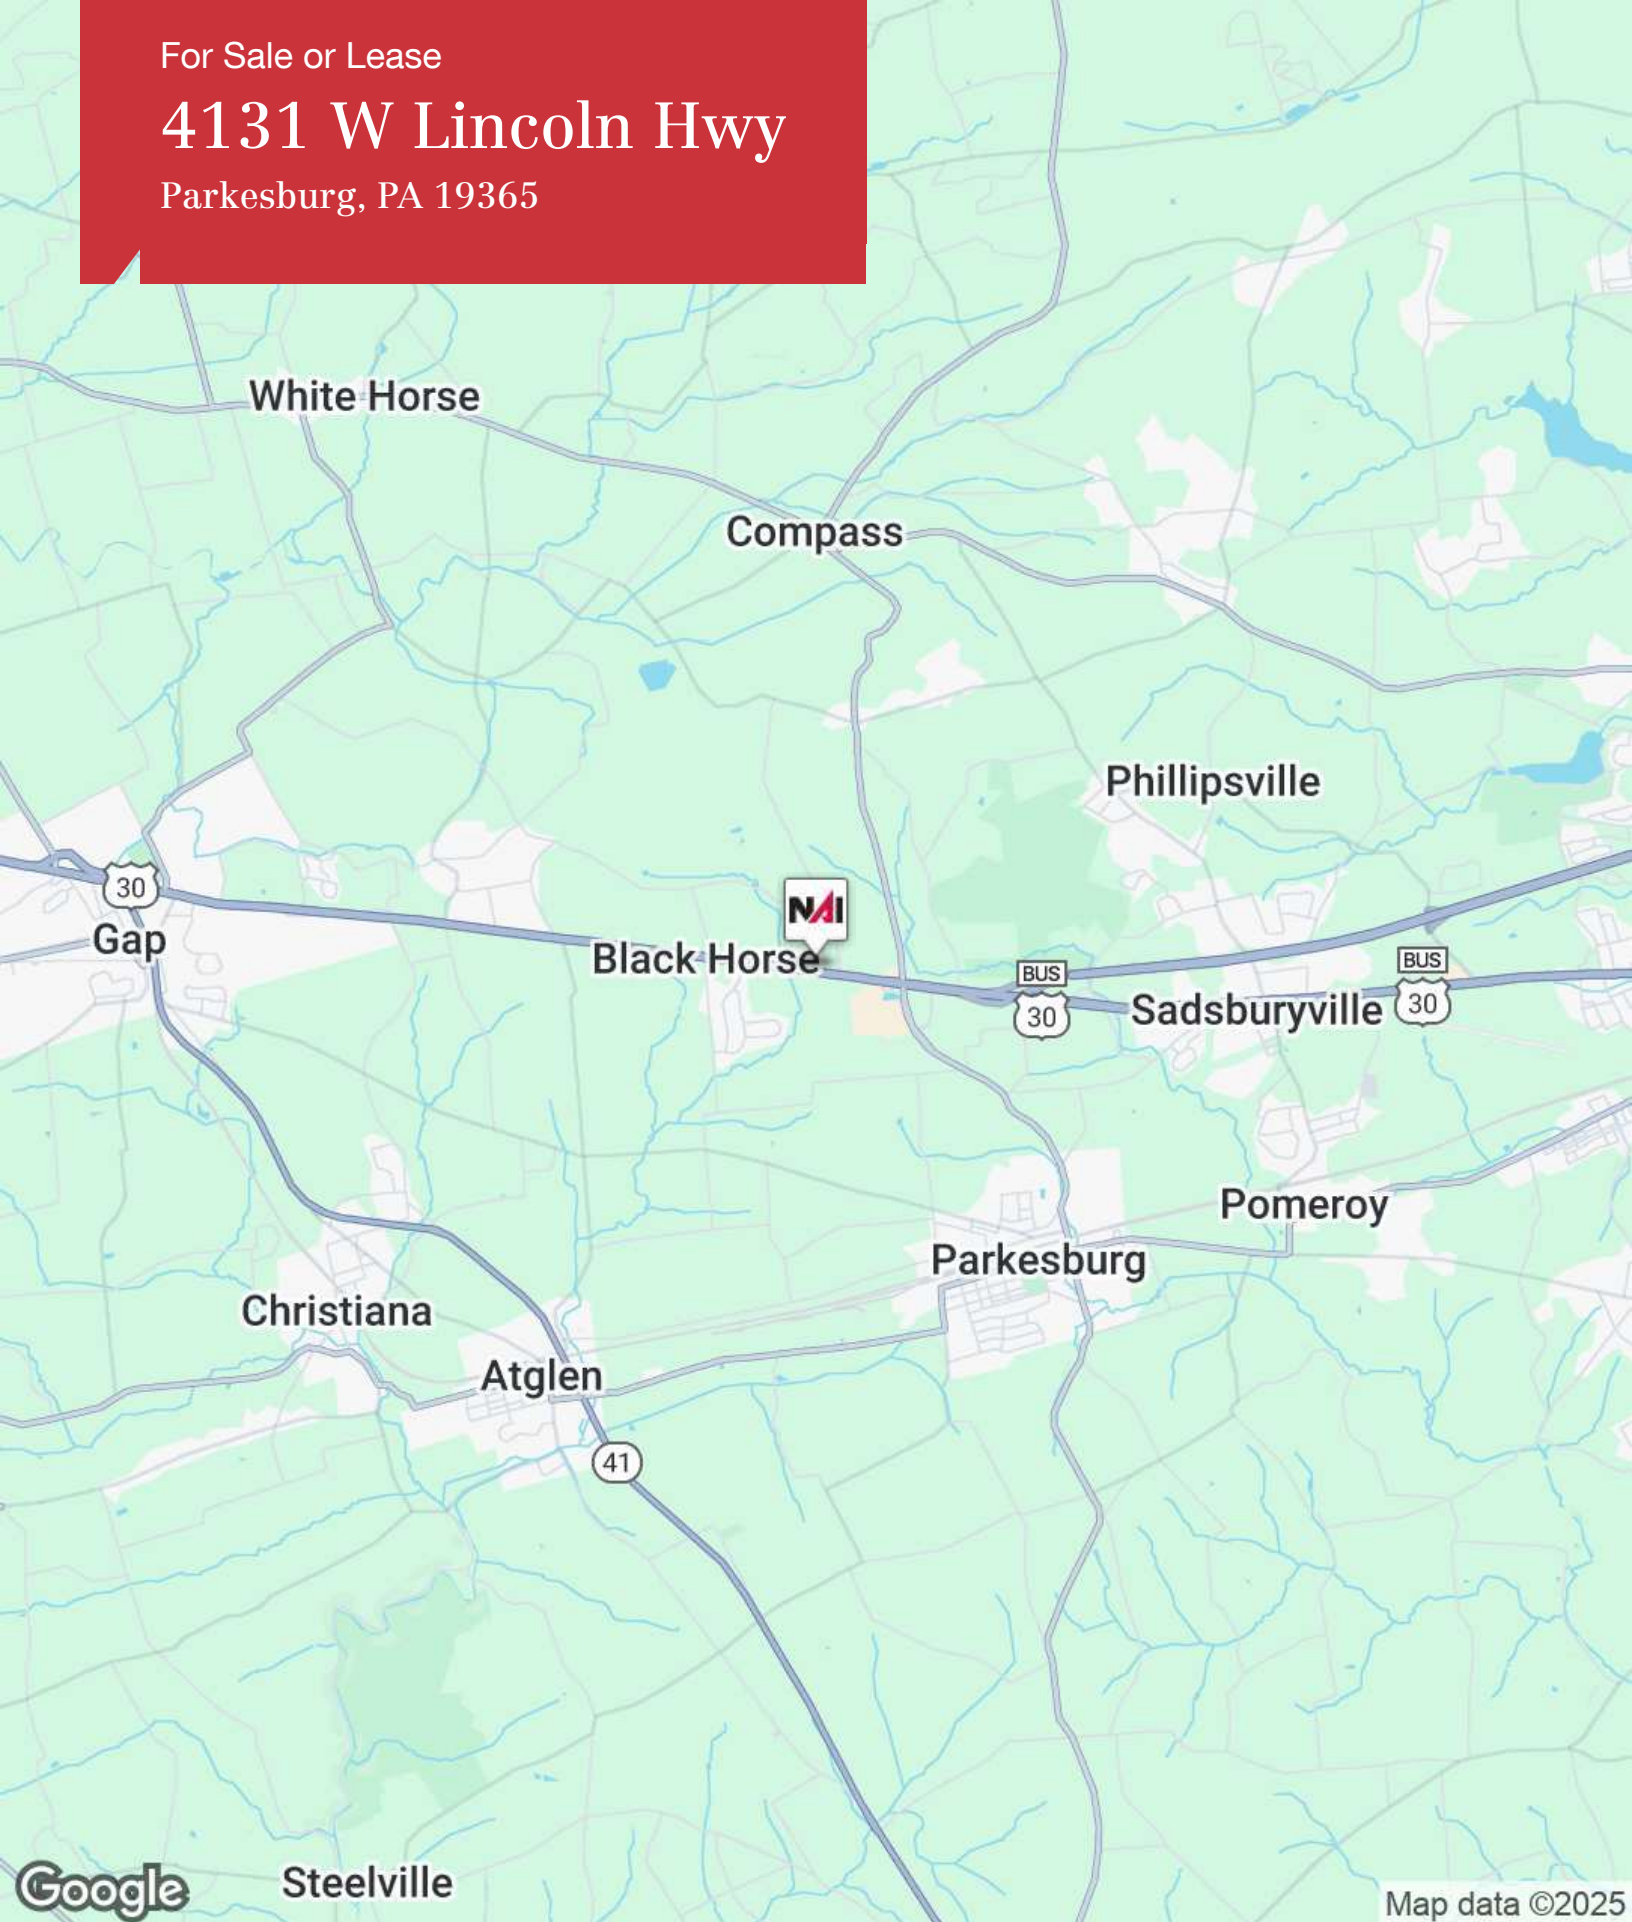 For Sale or Lease
4131 W Lincoln Hwy
Parkesburg, PA 19365
White Horse
Compass
Phillipsville
30
Gap
NAI
Black Horse
BUS
30
Sadsburyville
BUS
30
Pomeroy
Parkesburg
Christiana
Atglen
41
Steelville
Google
Map data ©2025